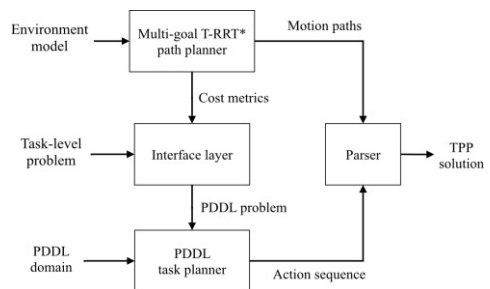 Environment
model
Multi-goal T-RRT*
path planner
Motion paths
Cost metrics
Task-level
problem
Interface layer
Parser
TPP
solution
PDDL problem
PDDL
domain
PDDL
task planner
Action sequence